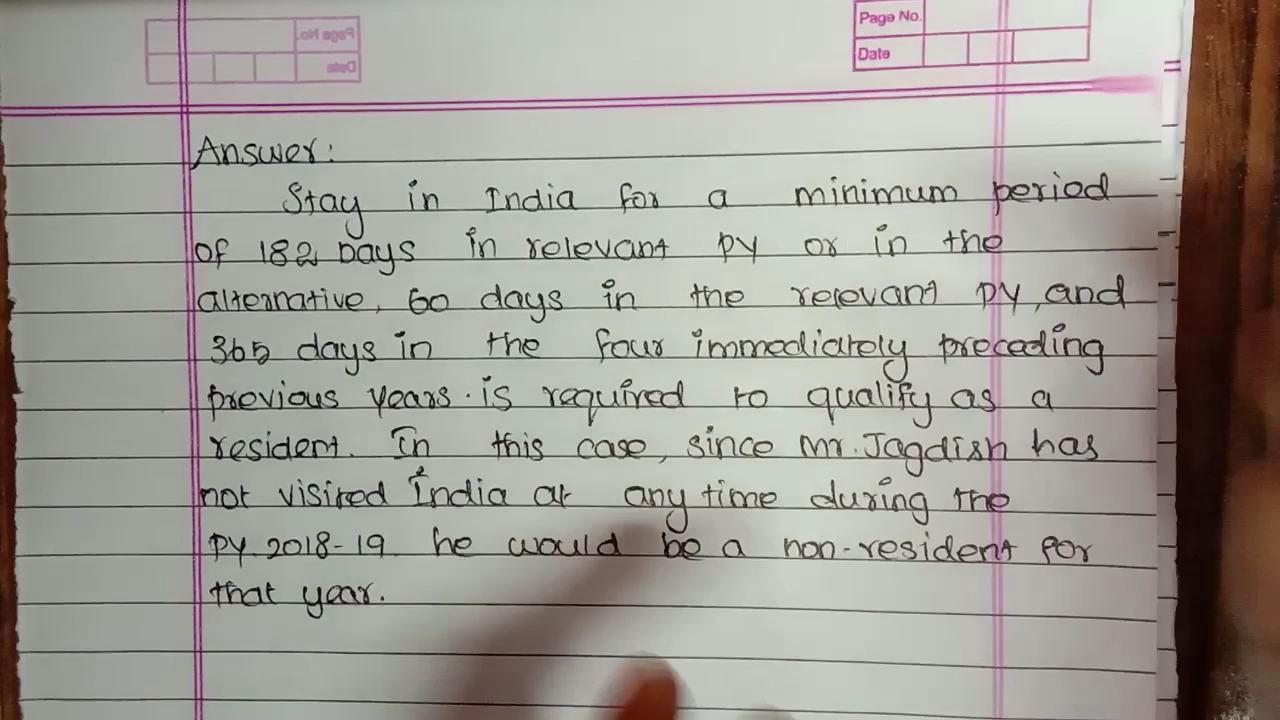 Page No.
Date
Page No.
Date
Answer:
Stay in India for a minimum period
of 182 Days in relevant PY or in the
alternative, 60 days in the relevant PY, and
365 days in the four immediately preceding
previous years. is required to qualify as a
resident. In this case, since Mr. Jagdish has
not visited India at any time during the
PY 2018-19 he would be a non-resident for
that year.